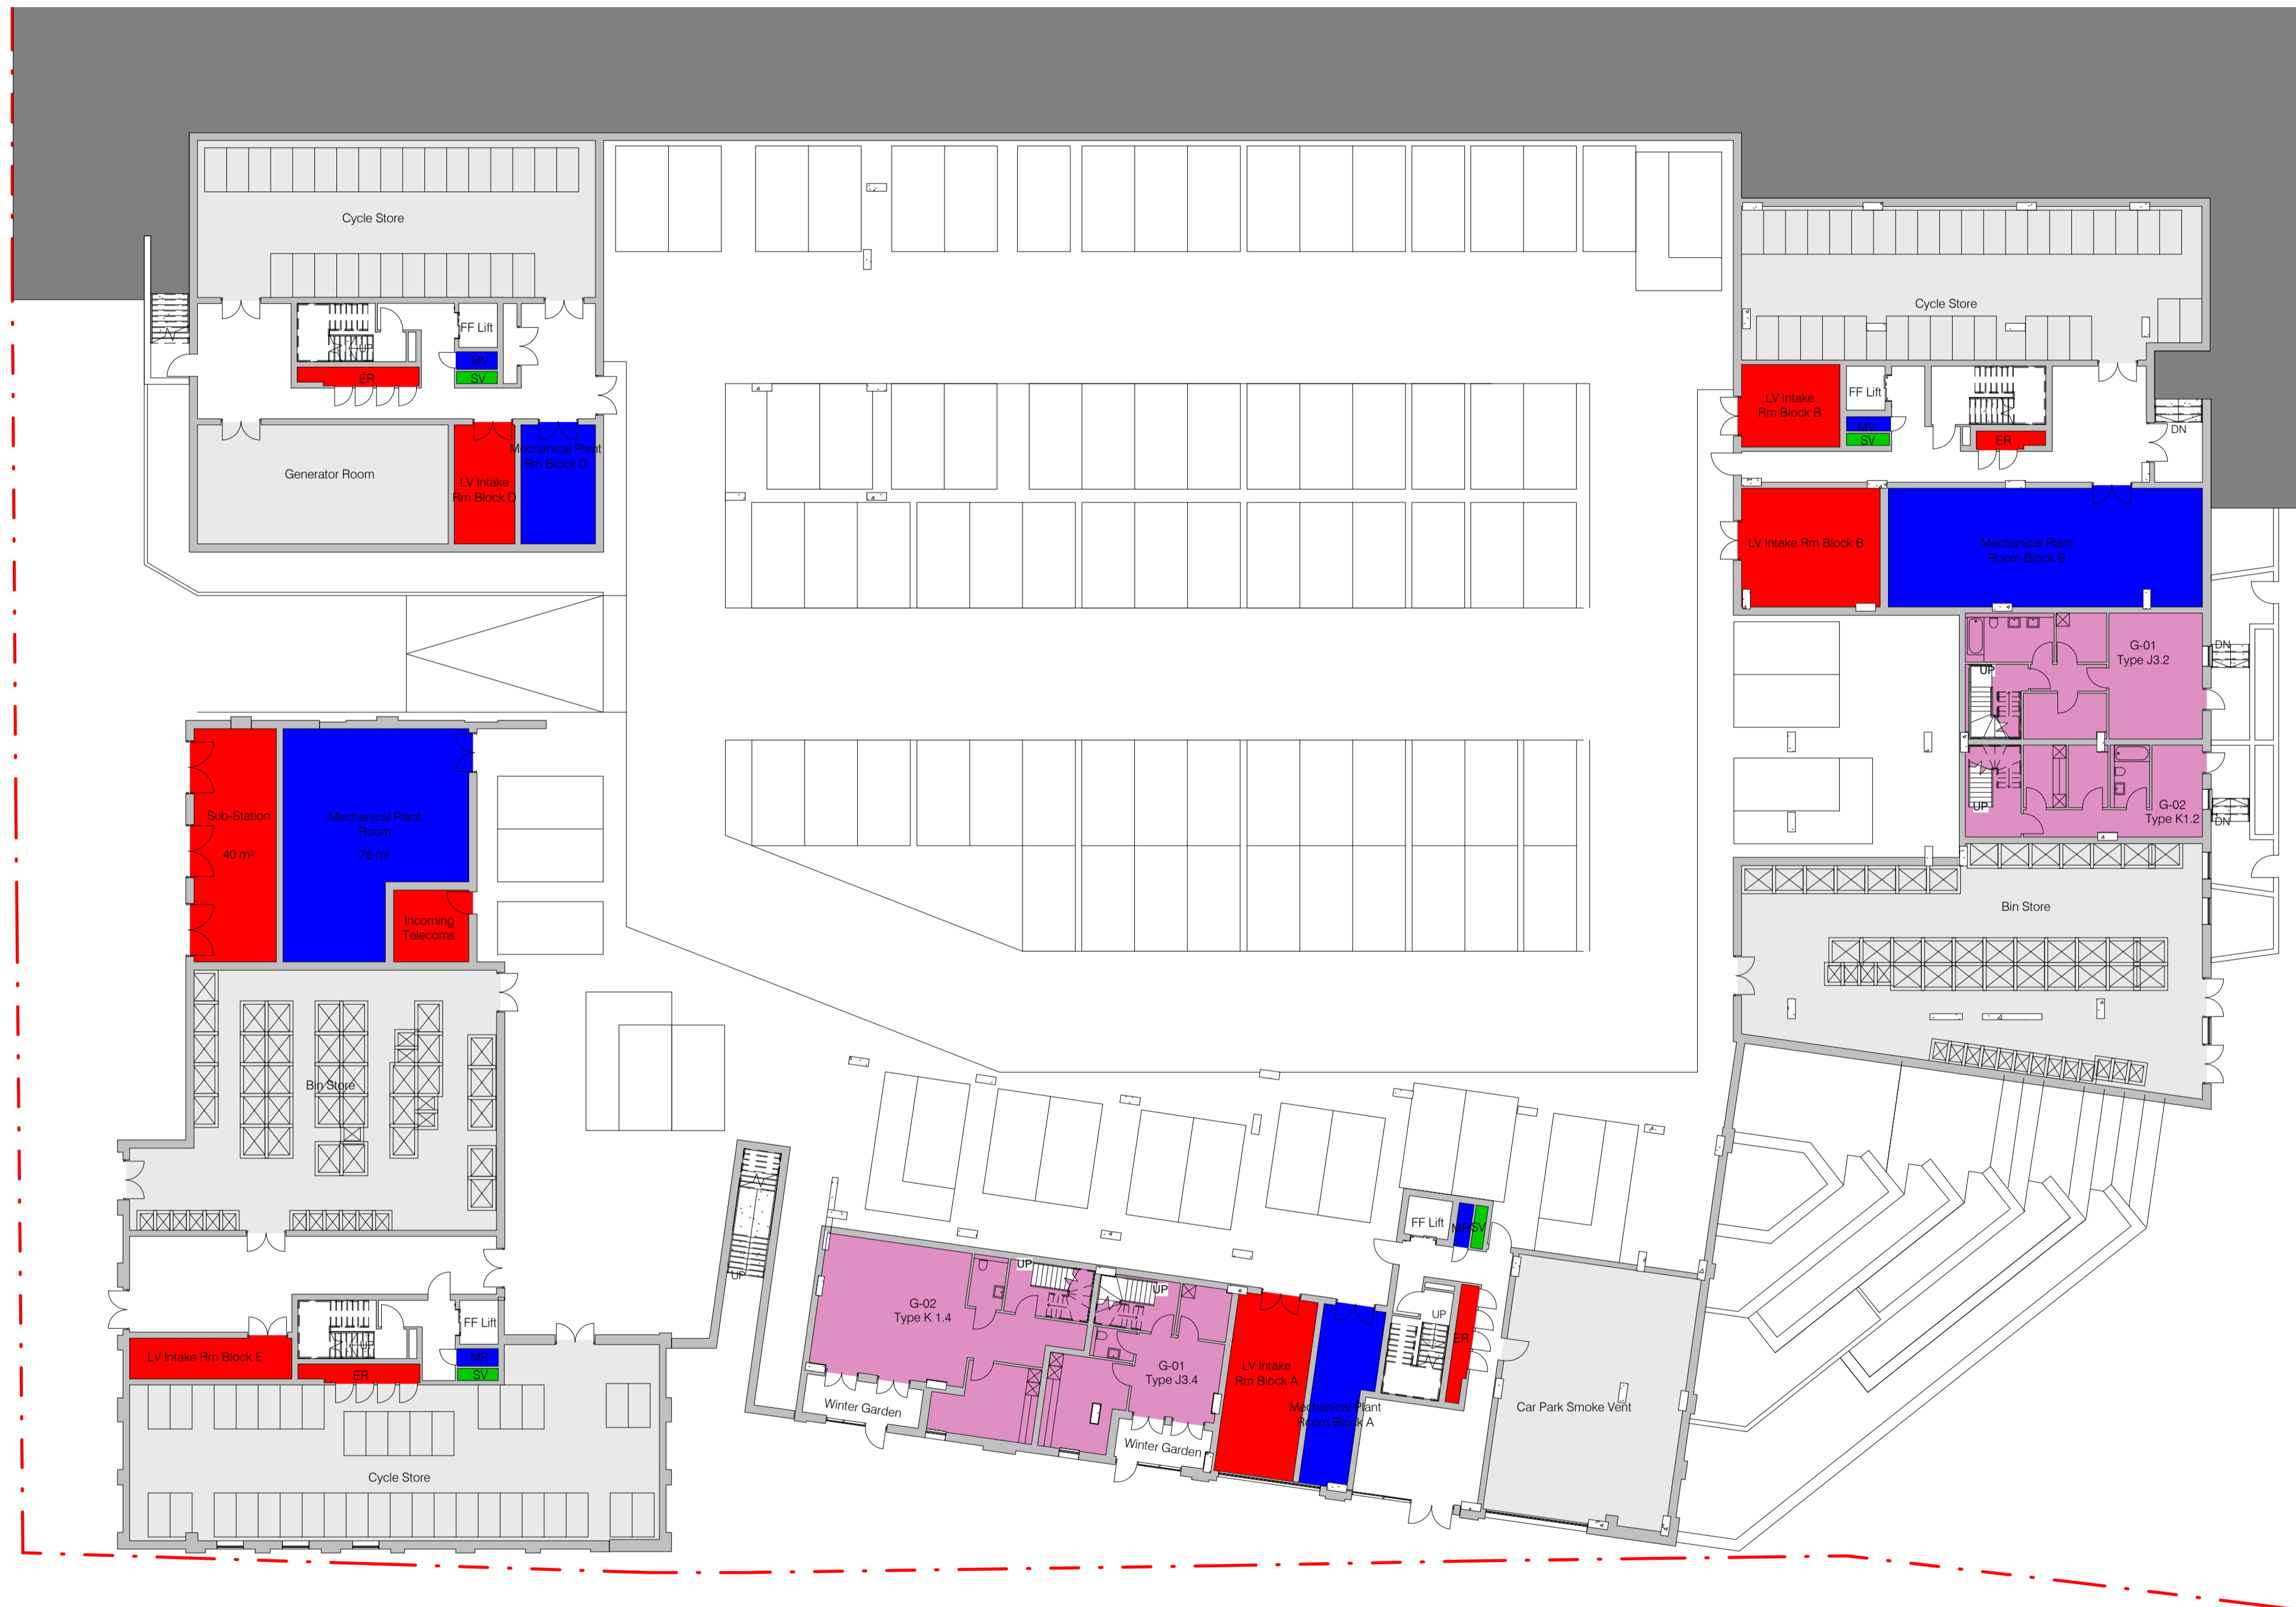 Cycle Store
FF Lift
UP
MV
SV
ER
Generator Room
LV Intake
Rm Block D
Mechanical Plant
Rm Block D
Cycle Store
LV Intake
Rm Block B
FF Lift
MV
SV
ER
DN
LV Intake Rm Block B
Mechanical Plant
Room Block B
G-01
Type J3.2
UP
DN
G-02
Type K1.2
UP
DN
Bin Store
Sub-Station
40 m²
Mechanical Plant
Room
76 m²
Incoming
Telecoms
Bin Store
UP
FF Lift
UP
MR
SV
ER
LV Intake Rm Block E
Cycle Store
G-02
Type K 1.4
UP
Winter Garden
UP
G-01
Type J3.4
Winter Garden
LV Intake
Rm Block A
Mechanical Plant
Room Block A
FF Lift
MR
SV
UP
ER
Car Park Smoke Vent